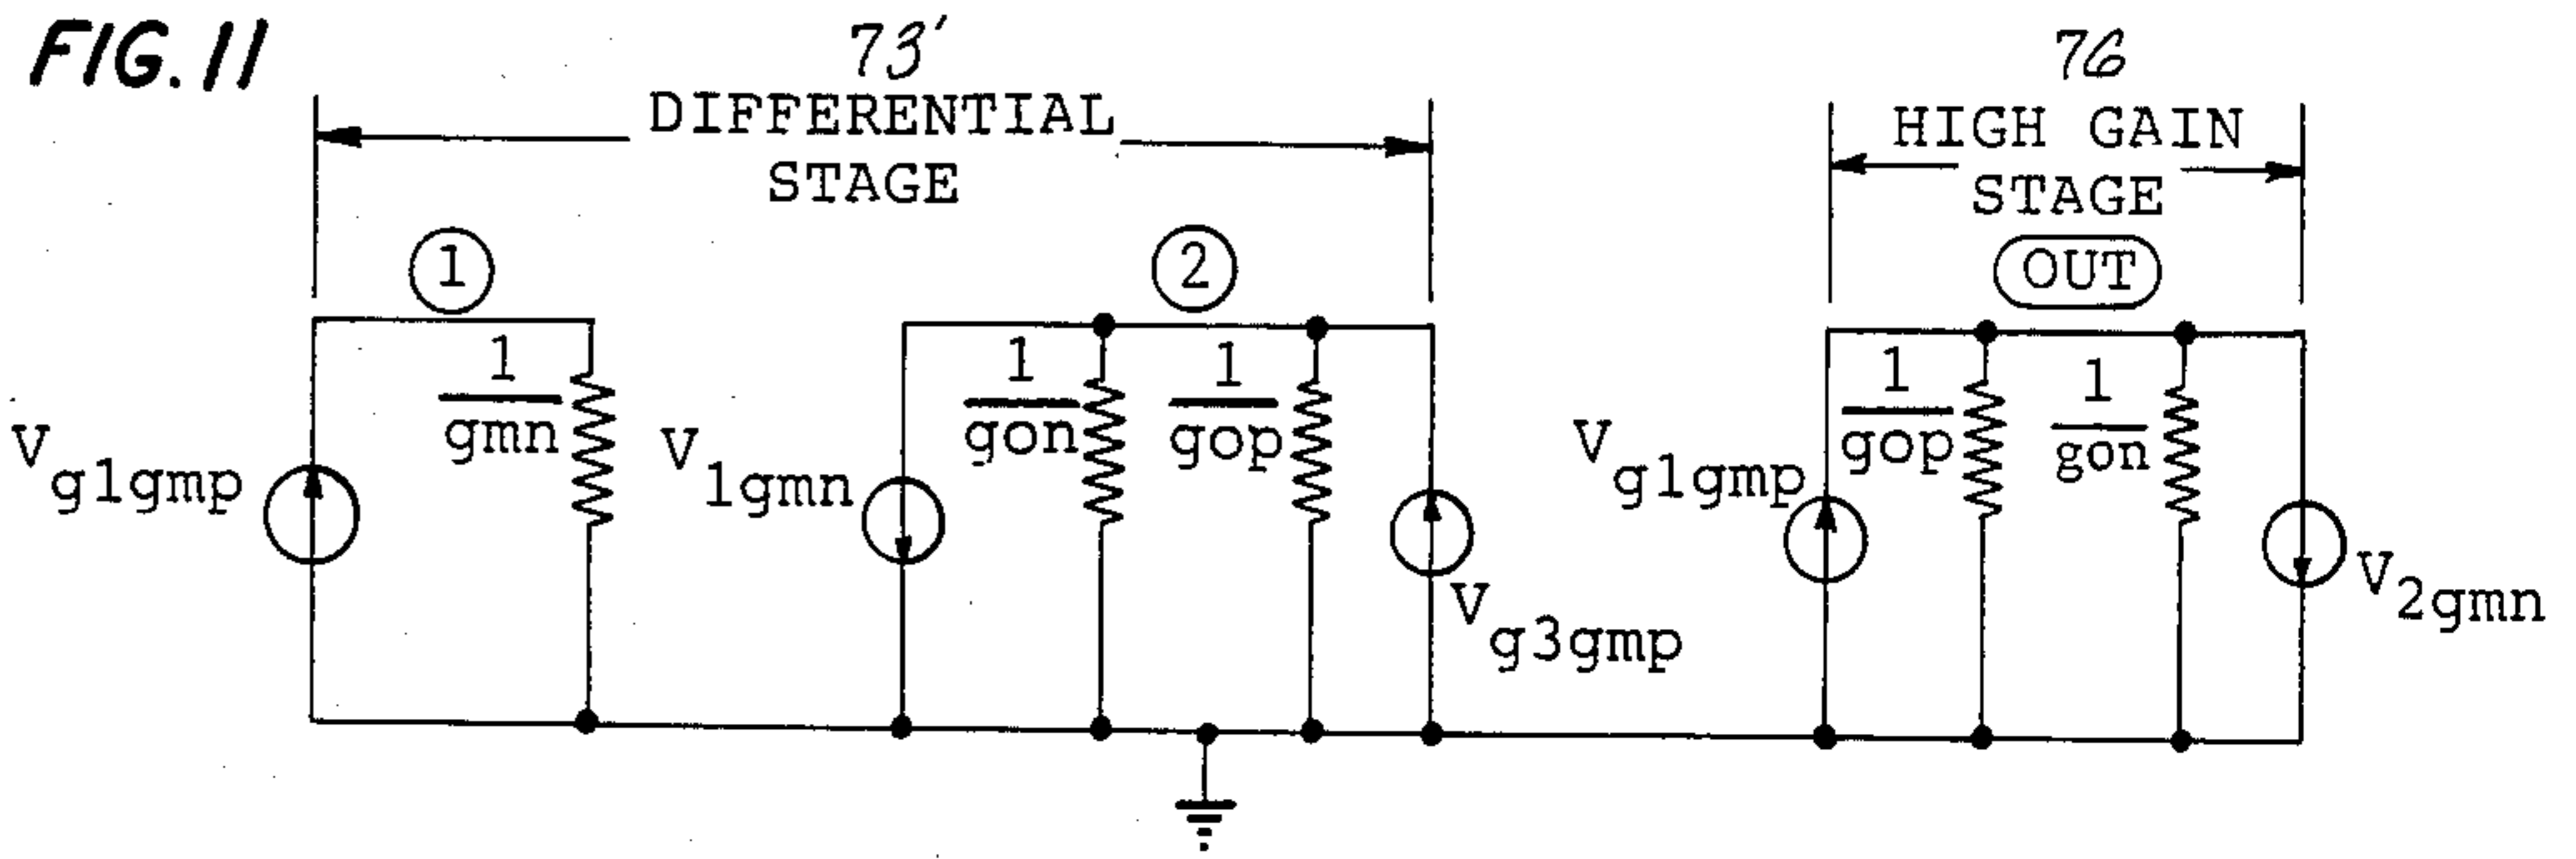 FIG. 11
73'
DIFFERENTIAL
STAGE
76
HIGH GAIN
STAGE
1
2
OUT
Vg1gmp
1
gmn
V1gmn
1
gon
1
gop
Vg3gmp
Vg1gmp
1
gop
1
gon
V2gmn